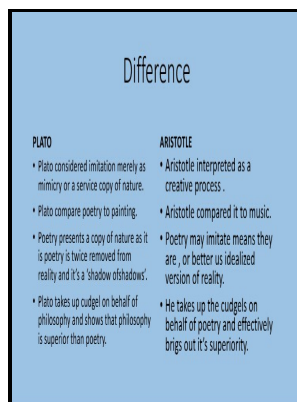 Difference
PLATO
• Plato considered imitation merely as
mimicry or a service copy of nature.
• Plato compare poetry to painting.
• Poetry presents a copy of nature as it
is poetry is twice removed from
reality and it's a 'shadow ofshadows'.
• Plato takes up cudgel on behalf of
philosophy and shows that philosophy
is superior than poetry.
ARISTOTLE
• Aristotle interpreted as a
creative process .
• Aristotle compared it to music.
• Poetry may imitate means they
are , or better us idealized
version of reality.
• He takes up the cudgels on
behalf of poetry and effectively
brigs out it's superiority.